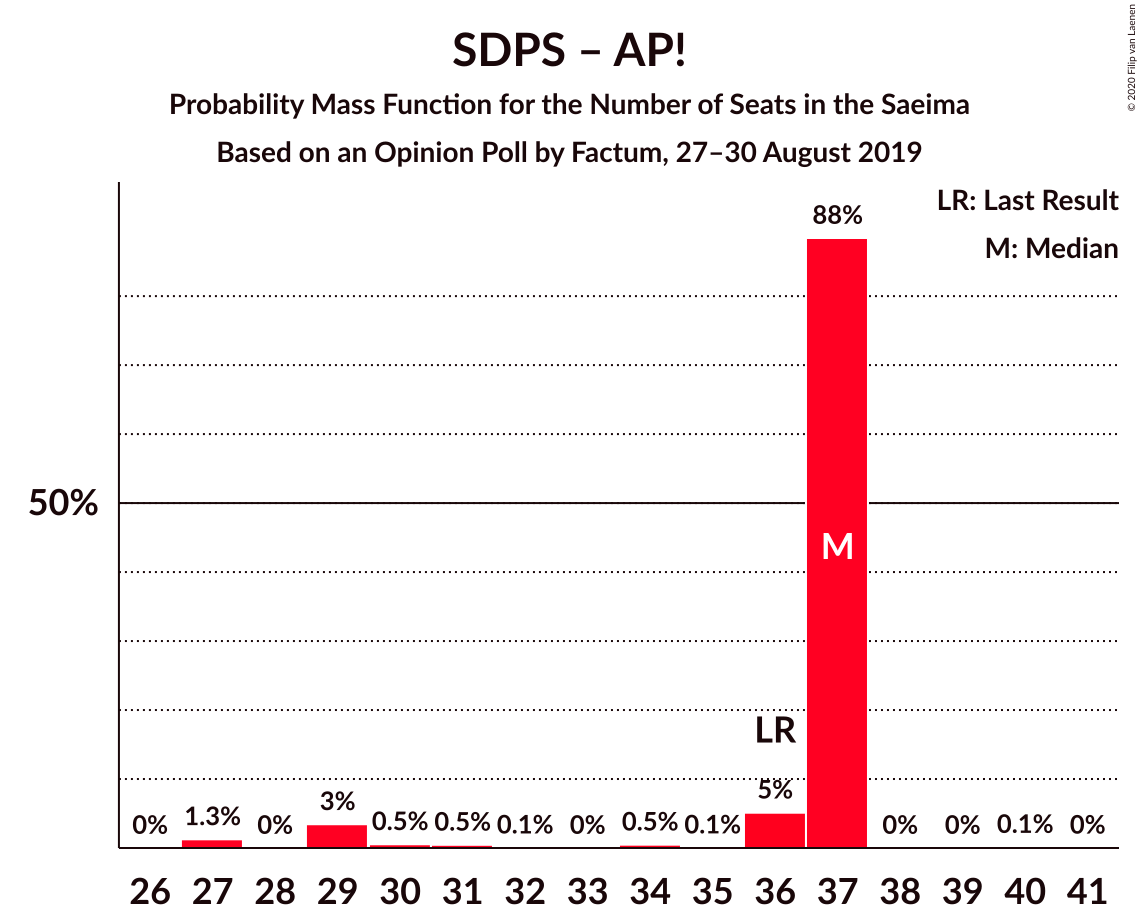 SDPS – AP!
Probability Mass Function for the Number of Seats in the Saeima
Based on an Opinion Poll by Factum, 27–30 August 2019
© 2020 Filip van Laenen
LR: Last Result
M: Median
88%
50%
M
LR
0% 1.3% 0% 3% 0.5% 0.5% 0.1% 0% 0.5% 0.1% 5% 0% 0% 0.1% 0%
26 27 28 29 30 31 32 33 34 35 36 37 38 39 40 41